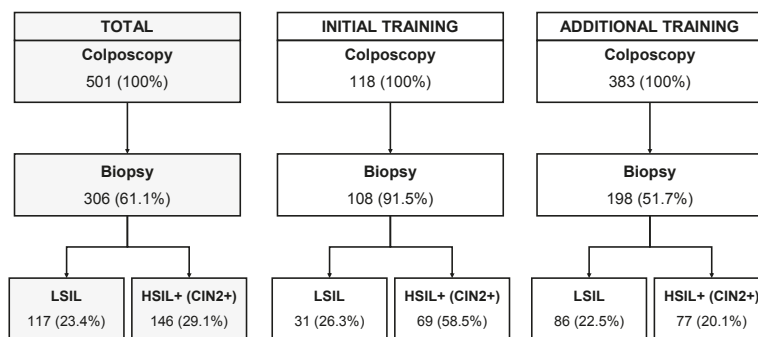 TOTAL
Colposcopy
501 (100%)
Biopsy
306 (61.1%)
LSIL
117 (23.4%)
HSIL+ (CIN2+)
146 (29.1%)
INITIAL TRAINING
Colposcopy
118 (100%)
Biopsy
108 (91.5%)
LSIL
31 (26.3%)
HSIL+ (CIN2+)
69 (58.5%)
ADDITIONAL TRAINING
Colposcopy
383 (100%)
Biopsy
198 (51.7%)
LSIL
86 (22.5%)
HSIL+ (CIN2+)
77 (20.1%)